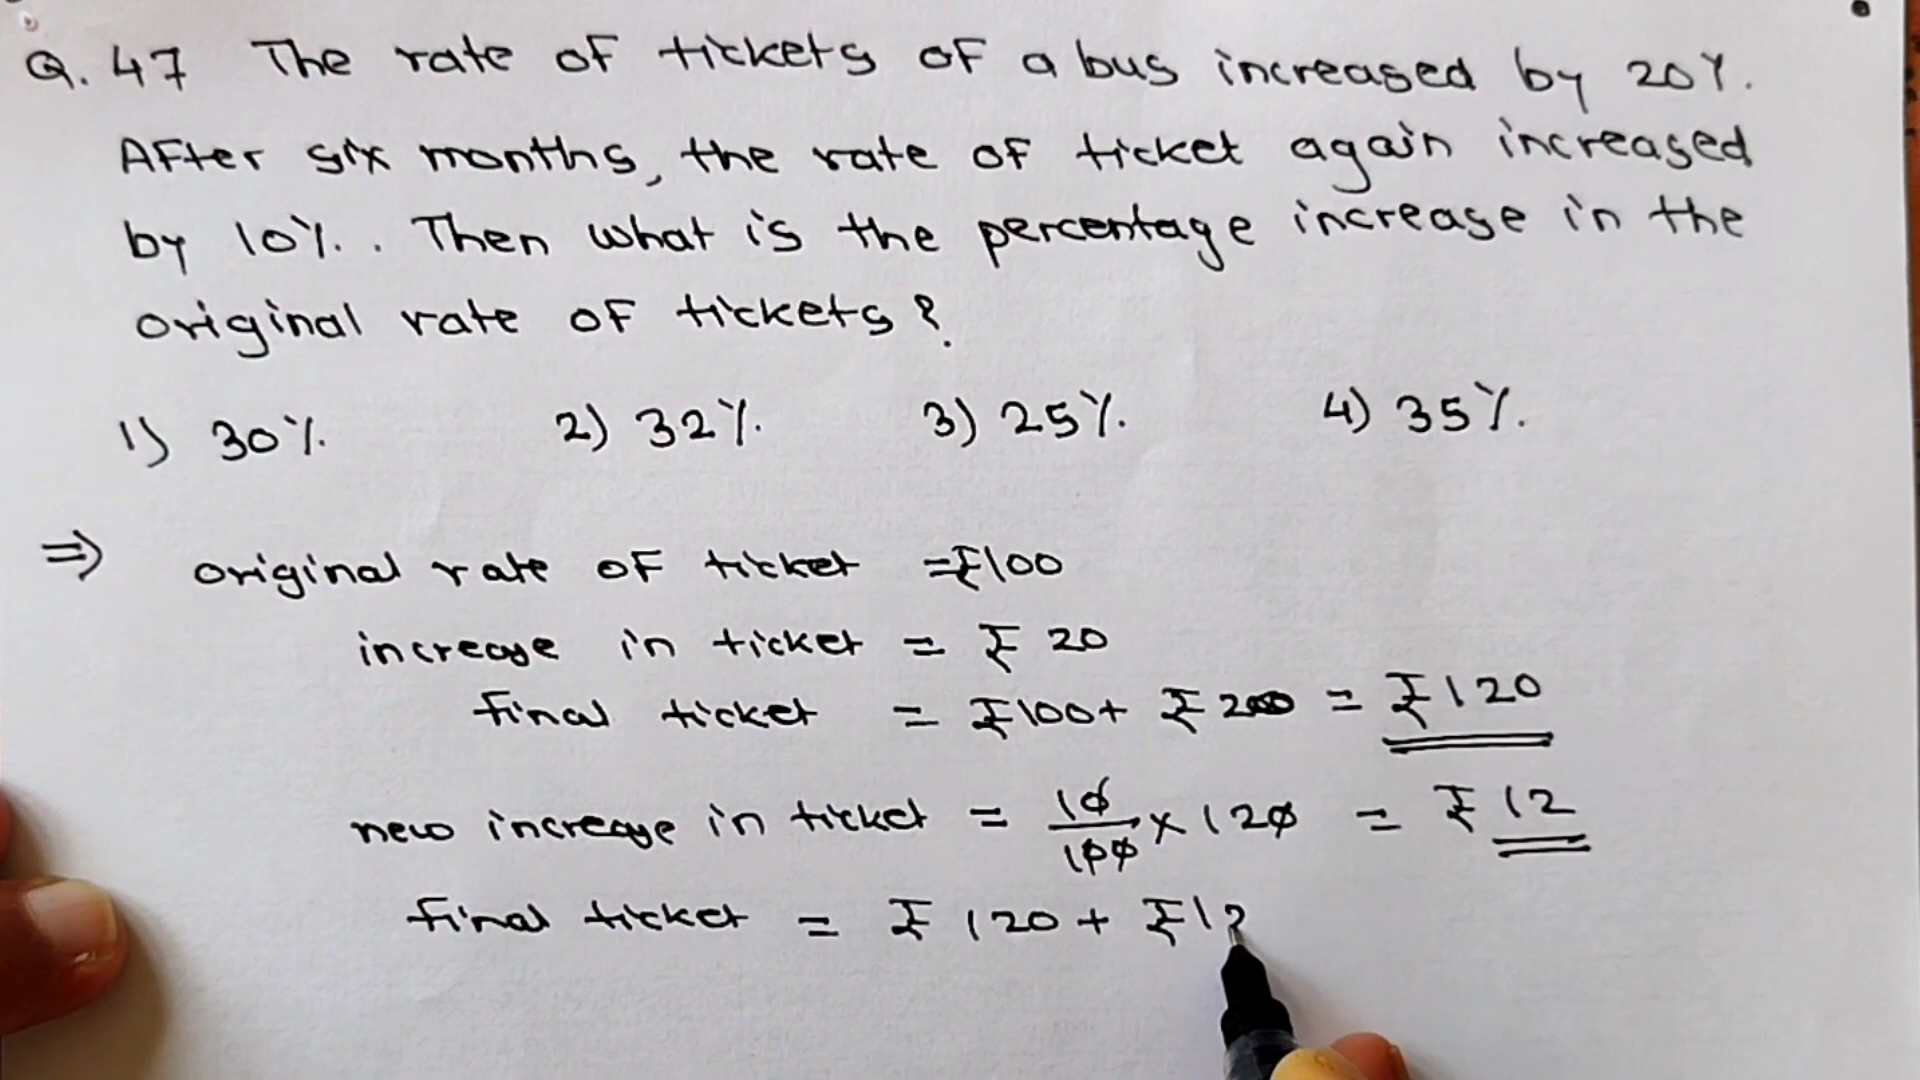 Q. 47 The rate of tickets of a bus increased by 20%.
After six months, the rate of ticket again increased
by 10%. . Then what is the percentage increase in the
original rate of tickets?
1) 30%. 2) 32%. 3) 25%. 4) 35%.
⇒ original rate of ticket = ₹100
increase in ticket = ₹ 20
final ticket = ₹100 + ₹ 20 = ₹120
new increase in ticket = 10/100 × 120 = ₹ 12
final ticket = ₹ 120 + ₹12